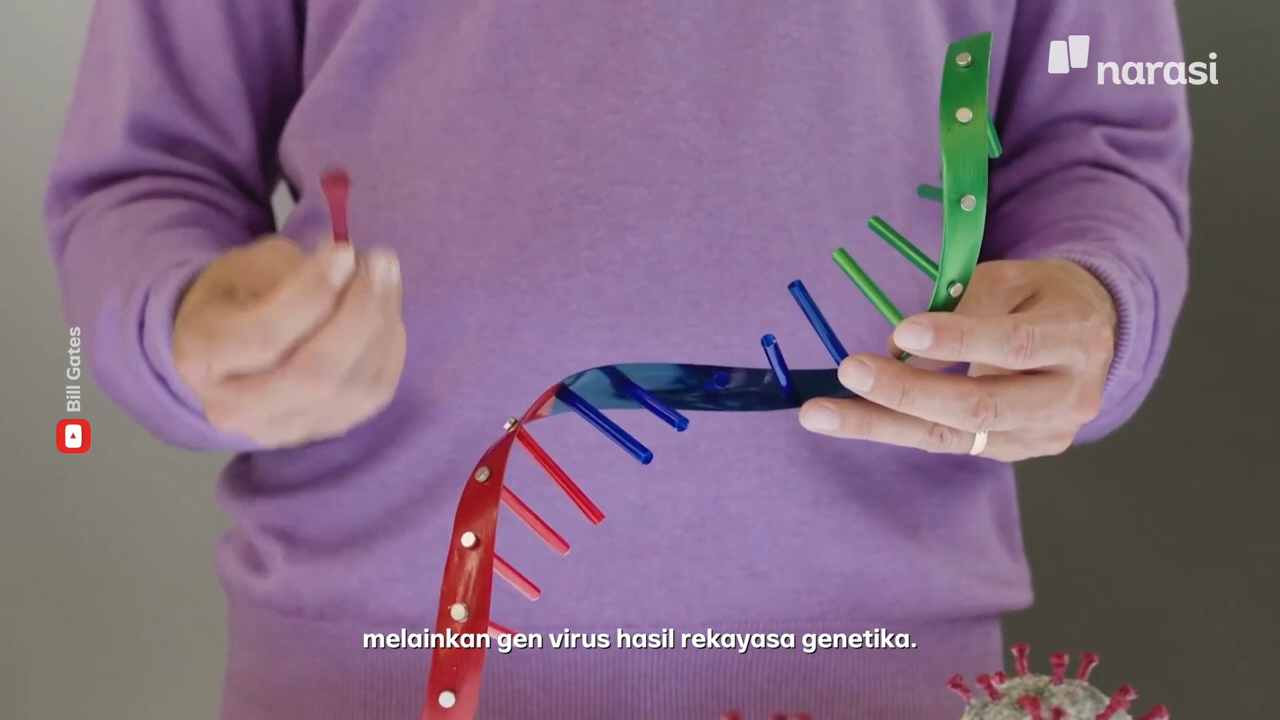 narasi
Bill Gates
melainkan gen virus hasil rekayasa genetika.